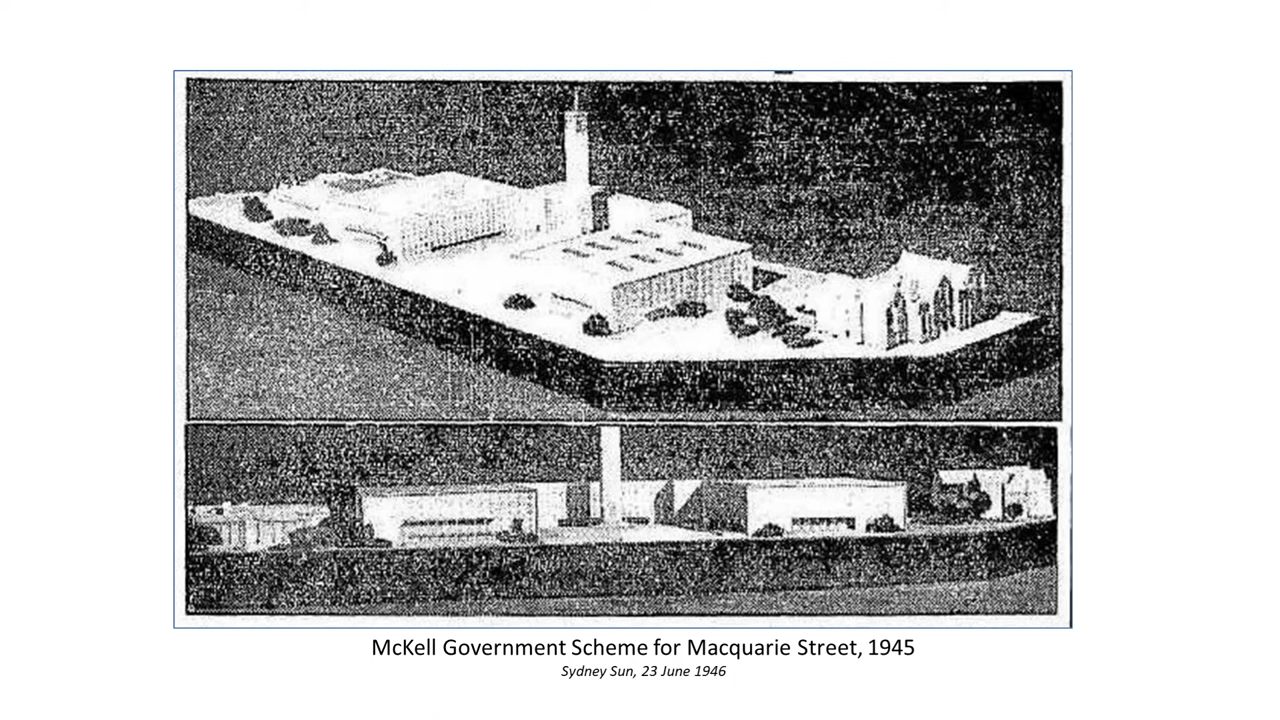 McKell Government Scheme for Macquarie Street, 1945
Sydney Sun, 23 June 1946